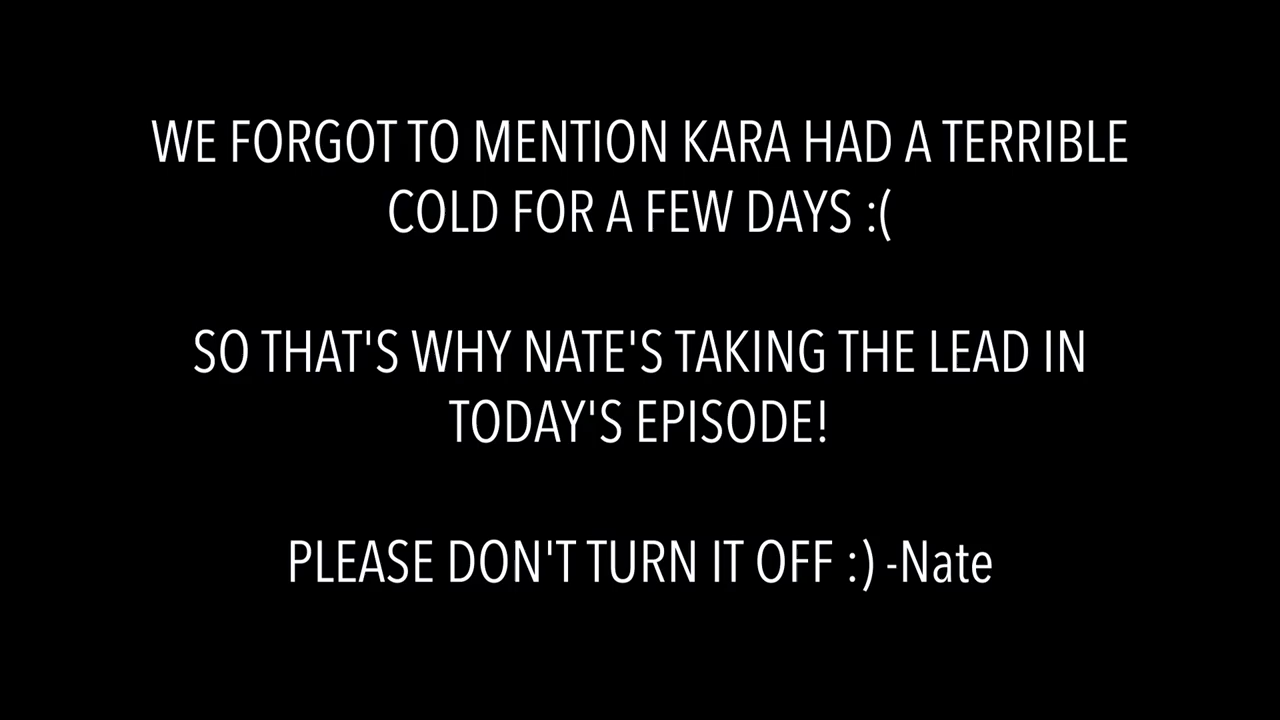 WE FORGOT TO MENTION KARA HAD A TERRIBLE
COLD FOR A FEW DAYS :(
SO THAT'S WHY NATE'S TAKING THE LEAD IN
TODAY'S EPISODE!
PLEASE DON'T TURN IT OFF :) -Nate